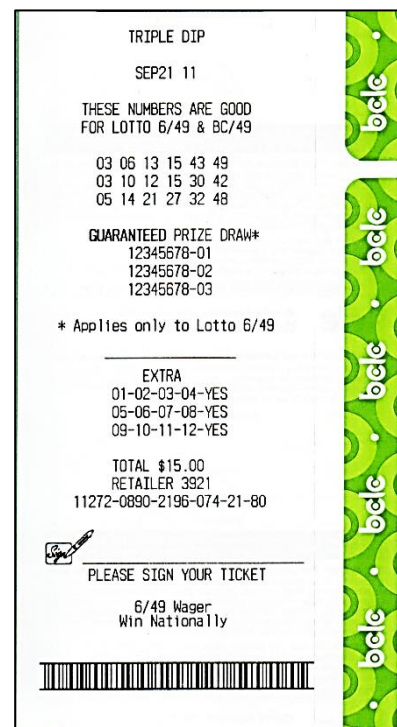 TRIPLE DIP
SEP21 11
THESE NUMBERS ARE GOOD
FOR LOTTO 6/49 & BC/49
03 06 13 15 43 49
03 10 12 15 30 42
05 14 21 27 32 48
GUARANTEED PRIZE DRAW*
12345678-01
12345678-02
12345678-03
* Applies only to Lotto 6/49
EXTRA
01-02-03-04-YES
05-06-07-08-YES
09-10-11-12-YES
TOTAL $15.00
RETAILER 3921
11272-0890-2196-074-21-80
Sign
PLEASE SIGN YOUR TICKET
6/49 Wager
Win Nationally
bclc
bclc
bclc
bclc
bclc